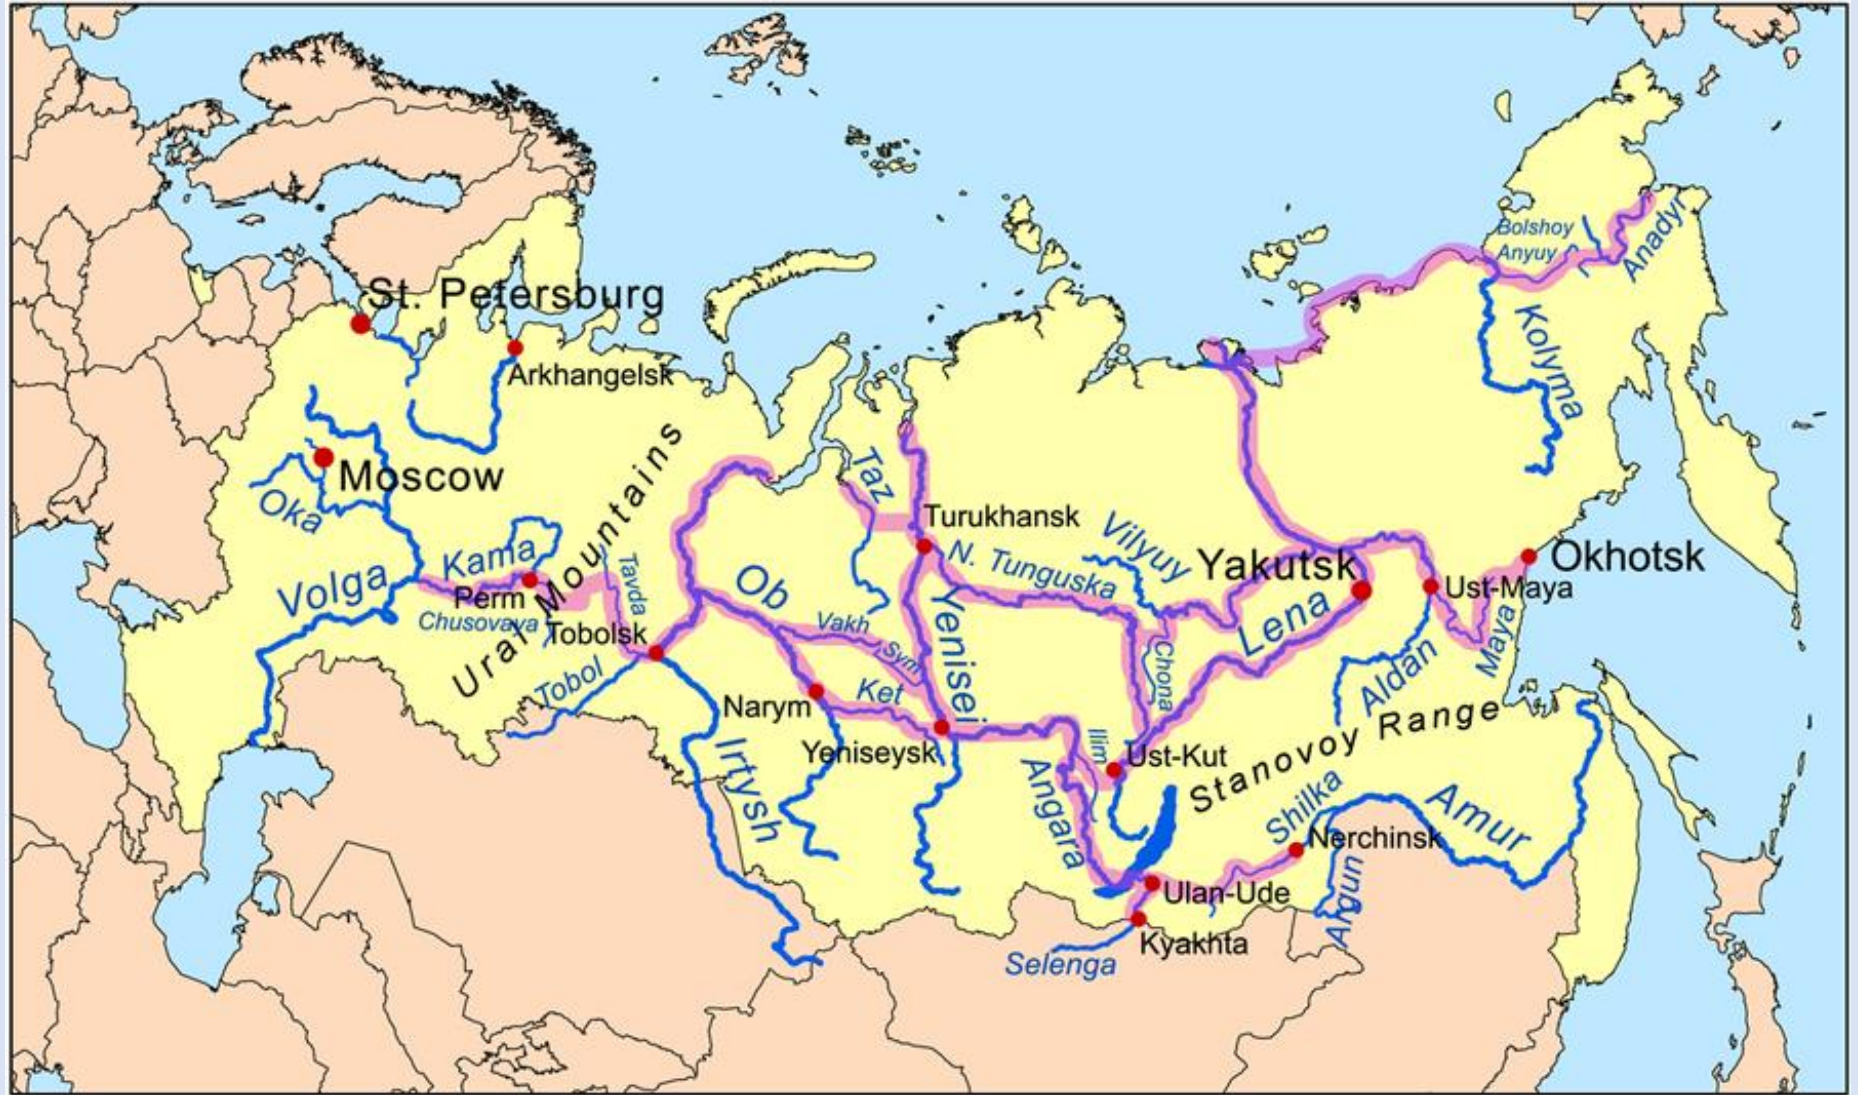 Bolshoy
Anyuy
Anadyr
St. Petersburg
Kolyma
Arkhangelsk
Moscow
Oka
Taz
Turukhansk
Vilyuy
Kama
Ural Mountains
Tavda
N. Tunguska
Yakutsk
Okhotsk
Volga
Perm
Ob
Ust-Maya
Chusovaya
Tobolsk
Vakh
Yenisei
Lena
Maya
Sym
Chona
Aldan
Tobol
Narym
Ket
Yeniseysk
Irtysh
Ilim
Ust-Kut
Stanovoy Range
Angara
Shilka
Amur
Nerchinsk
Ulan-Ude
Argun
Kyakhta
Selenga